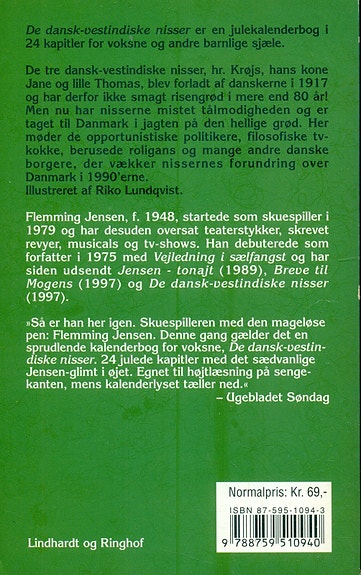 De dansk-vestindiske nisser er en julekalenderbog i
24 kapitler for voksne og andre barnlige sjæle.
De tre dansk-vestindiske nisser, hr. Krøjs, hans kone
Jane og lille Thomas, blev forladt af danskerne i 1917
og har derfor ikke smagt risengrød i mere end 80 år!
Men nu har nisserne mistet tålmodigheden og er
taget til Danmark i jagten på den hellige grød. Her
møder de opportunistiske politikere, filosofiske tv-
kokke, berusede roligans og mange andre danske
borgere, der vækker nissernes forundring over
Danmark i 1990'erne.
Illustreret af Riko Lundqvist.
Flemming Jensen, f. 1948, startede som skuespiller i
1979 og har desuden oversat teaterstykker, skrevet
revyer, musicals og tv-shows. Han debuterede som
forfatter i 1975 med Vejledning i sælfangst og har
siden udsendt Jensen - tonajt (1989), Breve til
Mogens (1997) og De dansk-vestindiske nisser
(1997).
»Så er han her igen. Skuespilleren med den mageløse
pen: Flemming Jensen. Denne gang gælder det en
sprudlende kalenderbog for voksne, De dansk-vestin-
diske nisser. 24 julede kapitler med det sædvanlige
Jensen-glimt i øjet. Egnet til højtlæsning på senge-
kanten, mens kalenderlyset tæller ned.«
– Ugebladet Søndag
Normalpris: Kr. 69,-
ISBN 87-595-1094-3
9 788759 510940
Lindhardt og Ringhof